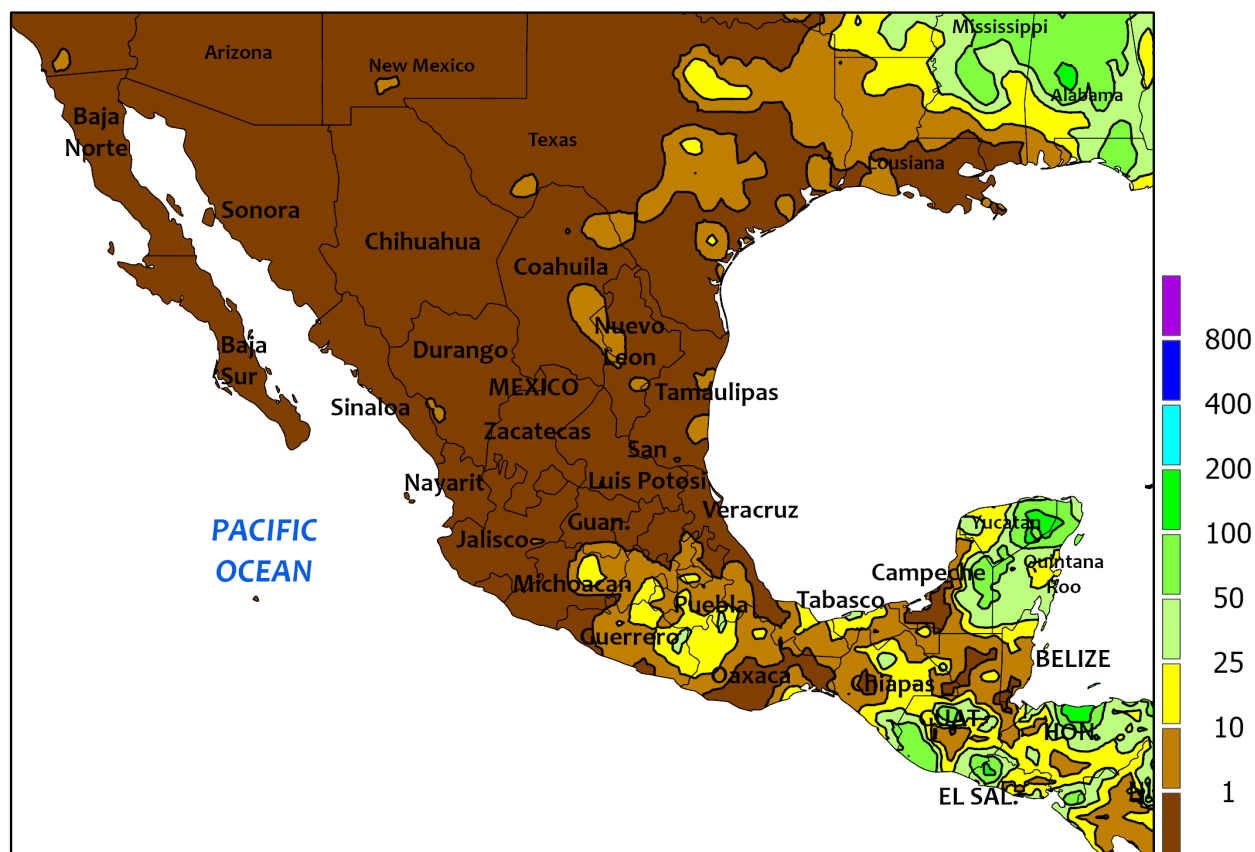 Mississippi
Arizona
New Mexico
Alabama
Baja
Norte
Texas
Lousiana
Sonora
Chihuahua
Coahuila
Nuevo
Leon
Durango
Baja
Sur
MEXICO
Tamaulipas
Sinaloa
Zacatecas
San
Luis Potosi
Nayarit
Veracruz
Guan.
Yucatan
PACIFIC
OCEAN
Jalisco
Michoacan
Campeche
Quintana
Roo
Puebla
Tabasco
Guerrero
BELIZE
Oaxaca
Chiapas
HON.
EL SAL.
800
400
200
100
50
25
10
1